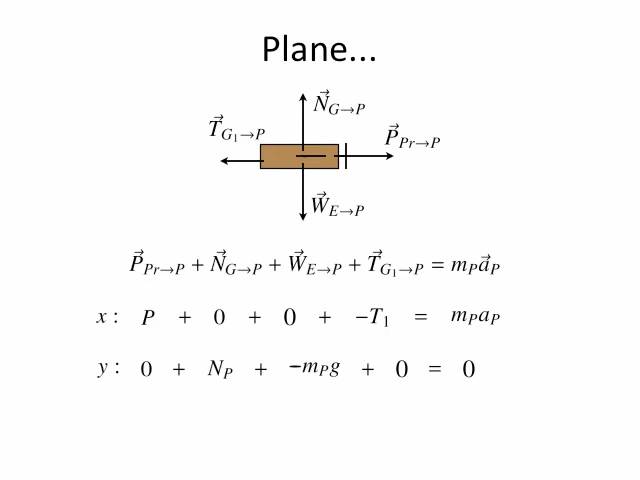 Plane...
N⃗_{G→P}
T⃗_{G₁→P}
P⃗_{Pr→P}
W⃗_{E→P}
P⃗_{Pr→P} + N⃗_{G→P} + W⃗_{E→P} + T⃗_{G₁→P} = m_P a⃗_P
x : P + 0 + 0 + −T₁ = m_P a_P
y : 0 + N_P + −m_P g + 0 = 0